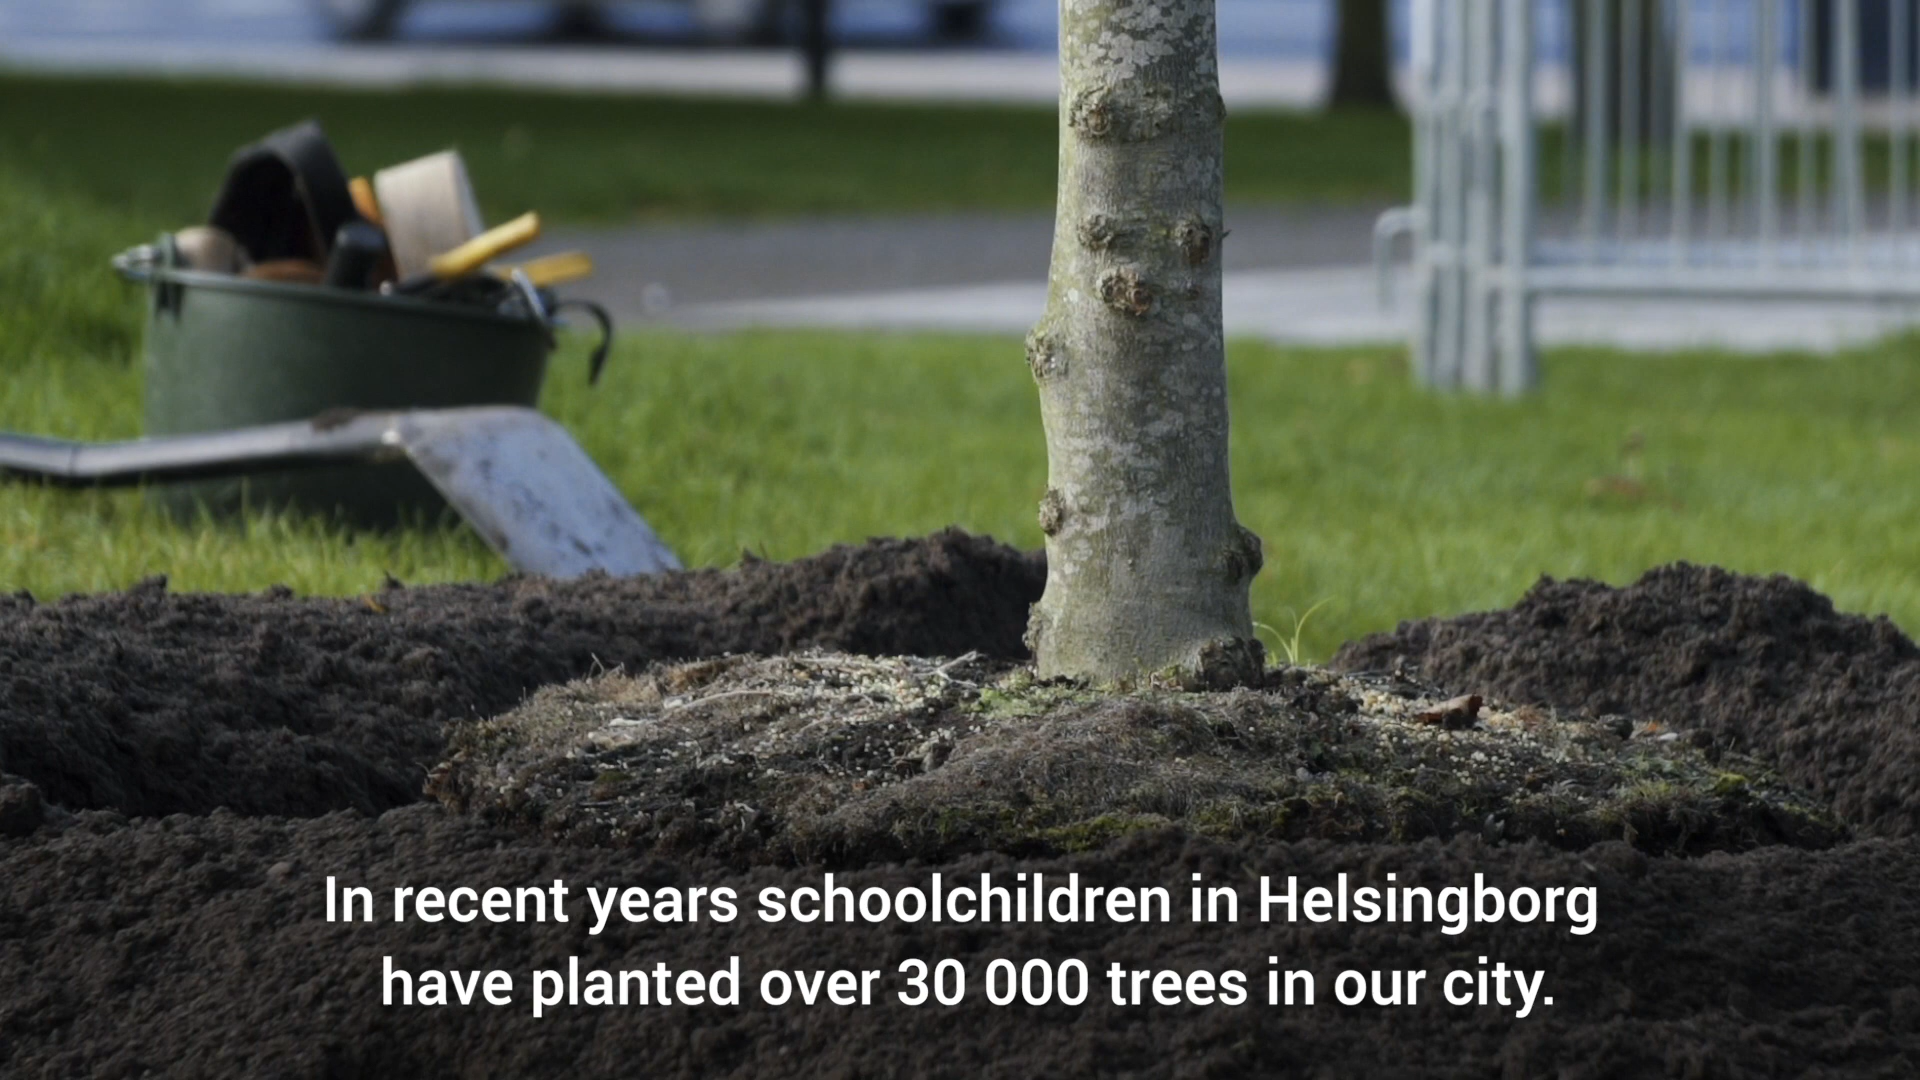 In recent years schoolchildren in Helsingborg
have planted over 30 000 trees in our city.